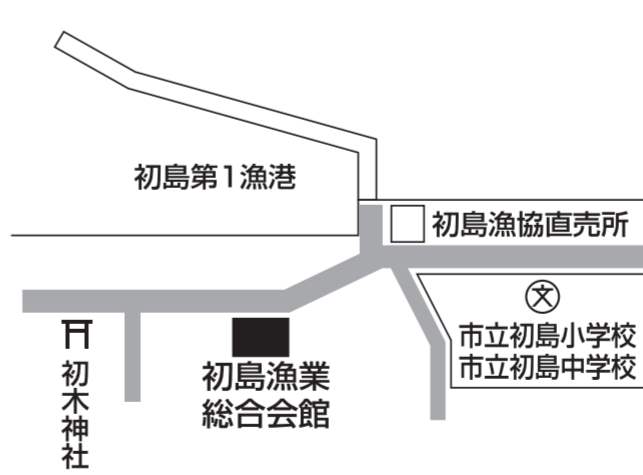 初島第1漁港
初島漁協直売所
文
市立初島小学校
市立初島中学校
初島漁業
総合会館
初木神社